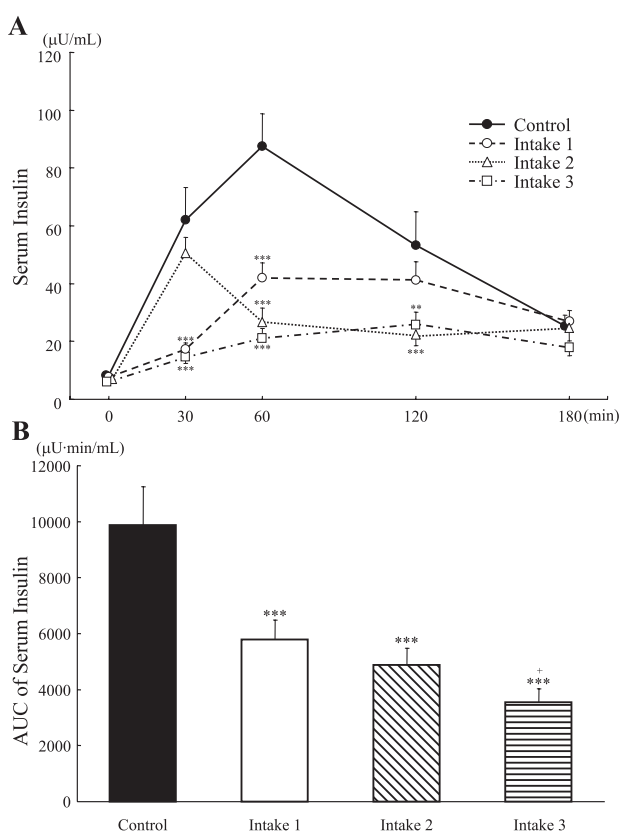 A
(μU/mL)
120
100
80
60
40
20
0
Serum Insulin
Control
Intake 1
Intake 2
Intake 3
***
***
***
***
***
**
***
0 30 60 120 180(min)
B
(μU·min/mL)
12000
10000
8000
6000
4000
2000
0
AUC of Serum Insulin
***
***
+
***
Control Intake 1 Intake 2 Intake 3